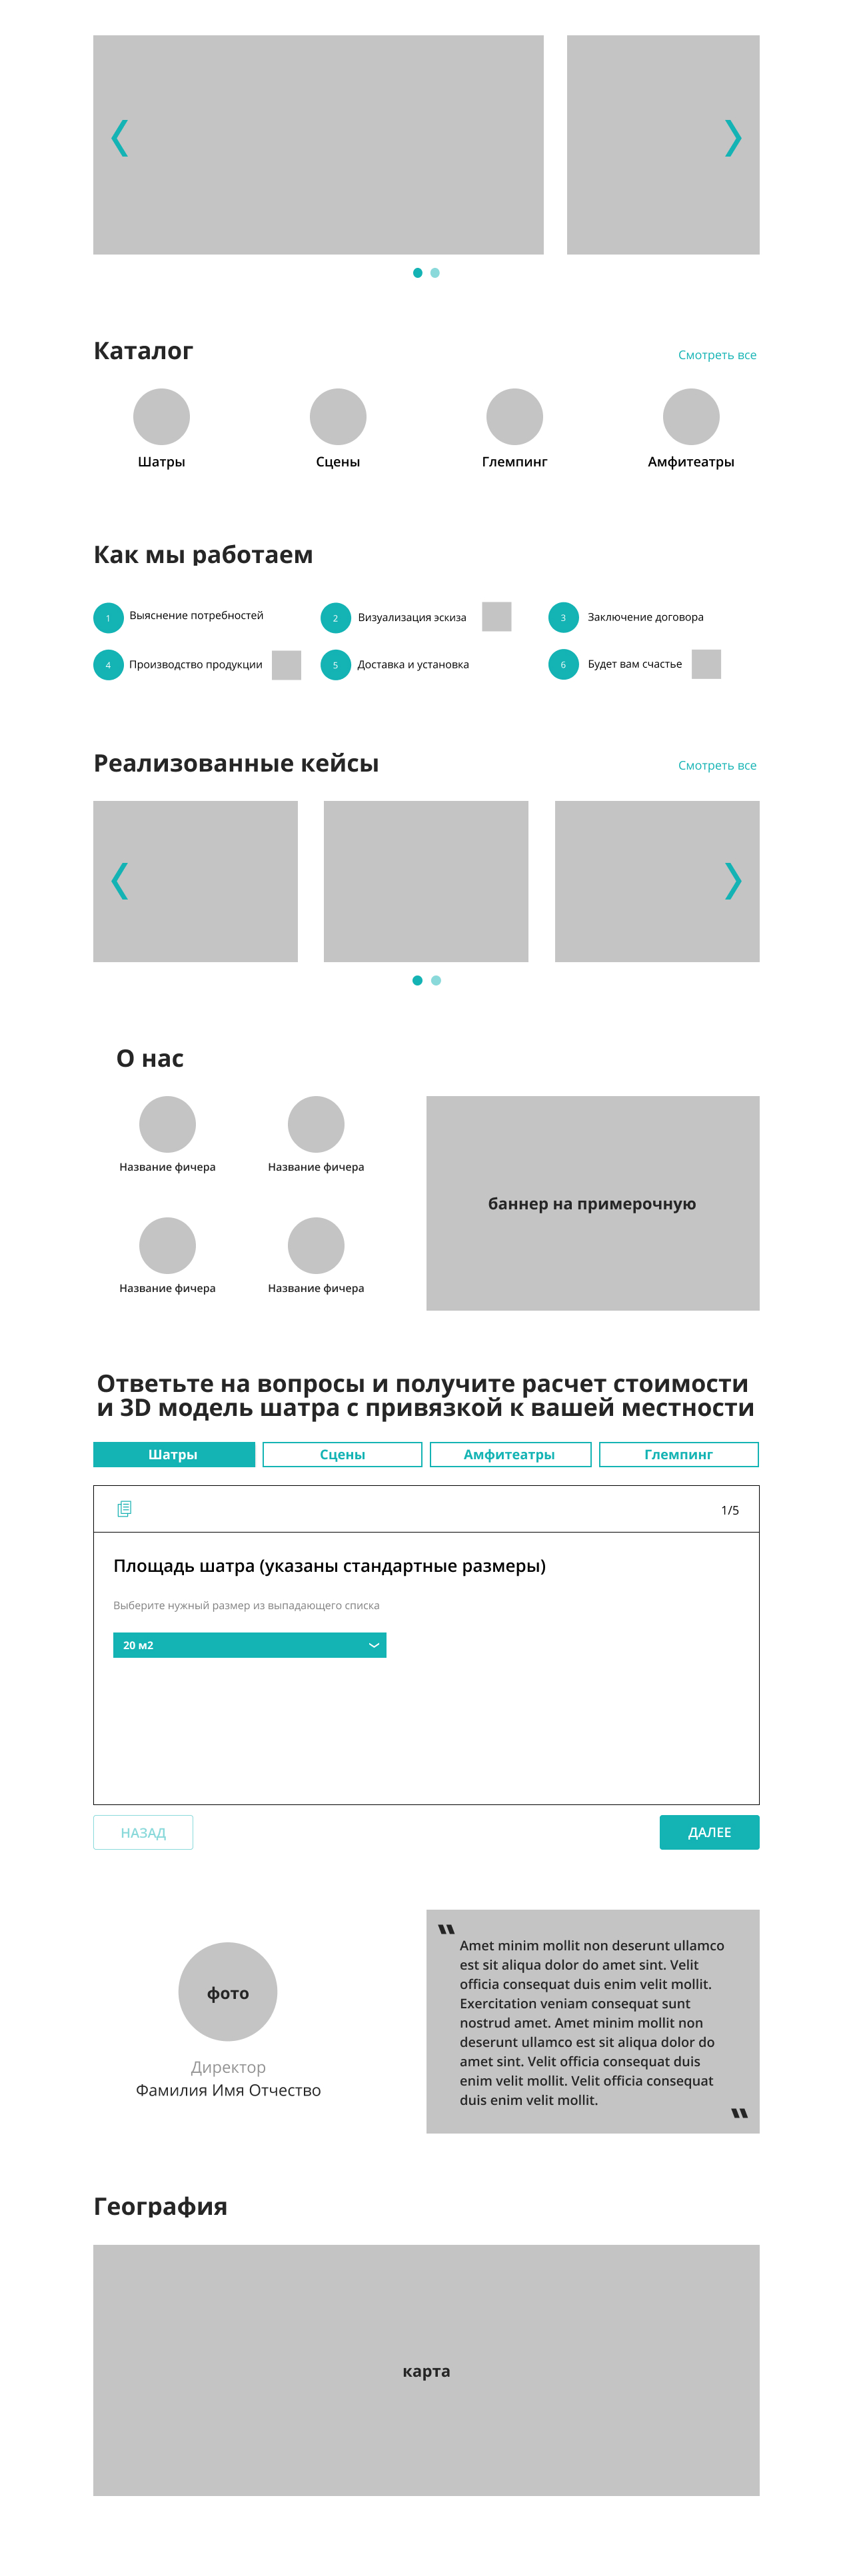 Каталог
Смотреть все
Шатры
Сцены
Глемпинг
Амфитеатры
Как мы работаем
1 Выяснение потребностей
2 Визуализация эскиза
3 Заключение договора
4 Производство продукции
5 Доставка и установка
6 Будет вам счастье
Реализованные кейсы
Смотреть все
О нас
Название фичера
Название фичера
Название фичера
Название фичера
баннер на примерочную
Ответьте на вопросы и получите расчет стоимости
и 3D модель шатра с привязкой к вашей местности
Шатры
Сцены
Амфитеатры
Глемпинг
1/5
Площадь шатра (указаны стандартные размеры)
Выберите нужный размер из выпадающего списка
20 м2
НАЗАД
ДАЛЕЕ
фото
Директор
Фамилия Имя Отчество
"
Amet minim mollit non deserunt ullamco
est sit aliqua dolor do amet sint. Velit
officia consequat duis enim velit mollit.
Exercitation veniam consequat sunt
nostrud amet. Amet minim mollit non
deserunt ullamco est sit aliqua dolor do
amet sint. Velit officia consequat duis
enim velit mollit. Velit officia consequat
duis enim velit mollit.
"
География
карта